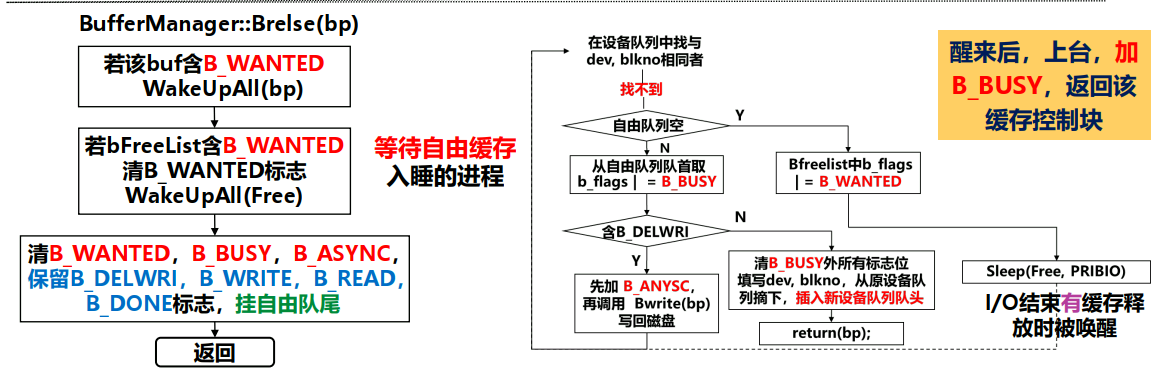 BufferManager::Brelse(bp)
若该buf含B_WANTED
WakeUpAll(bp)
若bFreeList含B_WANTED
清B_WANTED标志
WakeUpAll(Free)
清B_WANTED，B_BUSY，B_ASYNC，
保留B_DELWRI，B_WRITE，B_READ，
B_DONE标志，挂自由队尾
返回
等待自由缓存
入睡的进程
在设备队列中找与
dev, blkno相同者
找不到
自由队列空
Y
N
从自由队列队首取
b_flags | = B_BUSY
Bfreelist中b_flags
| = B_WANTED
含B_DELWRI
N
Y
先加 B_ANYSC,
再调用 Bwrite(bp)
写回磁盘
清B_BUSY外所有标志位
填写dev, blkno，从原设备队
列摘下，插入新设备队列队头
return(bp);
Sleep(Free, PRIBIO)
I/O结束有缓存释
放时被唤醒
醒来后，上台，加
B_BUSY，返回该
缓存控制块